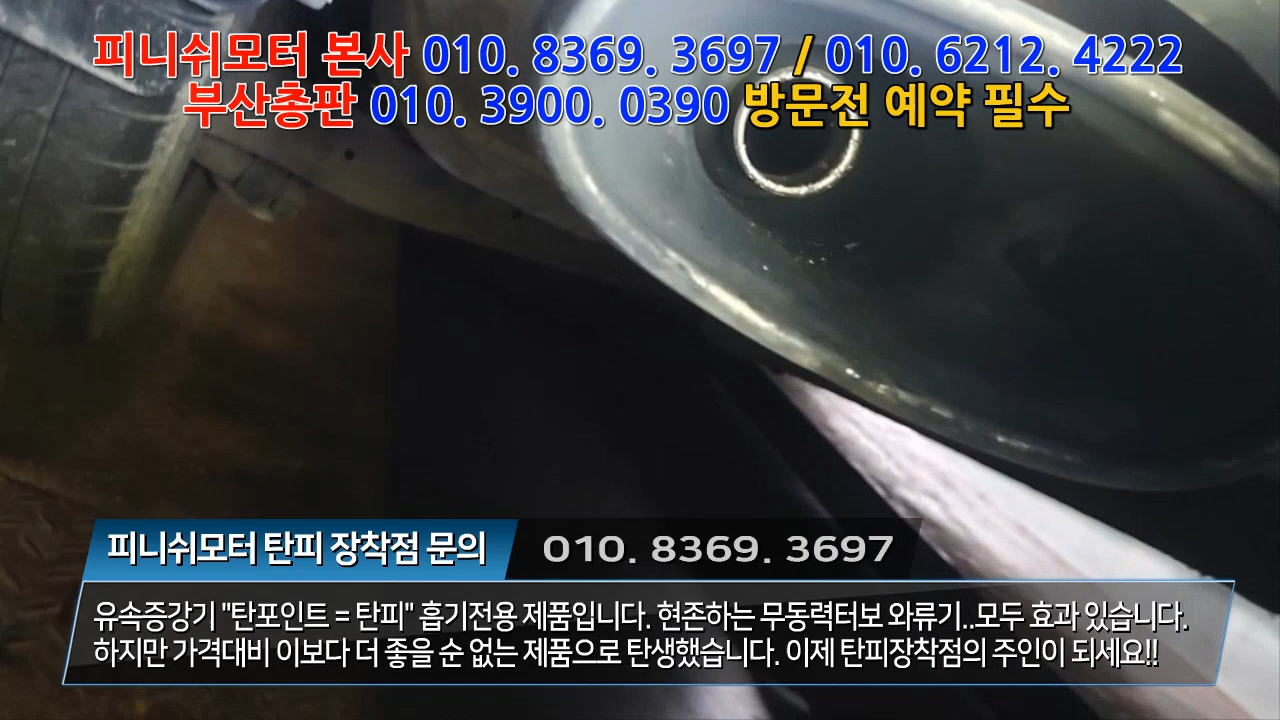 피니쉬모터 본사 010. 8369. 3697 / 010. 6212. 4222
부산총판 010. 3900. 0390 방문전 예약 필수
피니쉬모터 탄피 장착점 문의 010. 8369. 3697
유속증강기 "탄포인트 = 탄피" 흡기전용 제품입니다. 현존하는 무동력터보 와류기..모두 효과 있습니다.
하지만 가격대비 이보다 더 좋을 순 없는 제품으로 탄생했습니다. 이제 탄피장착점의 주인이 되세요!!